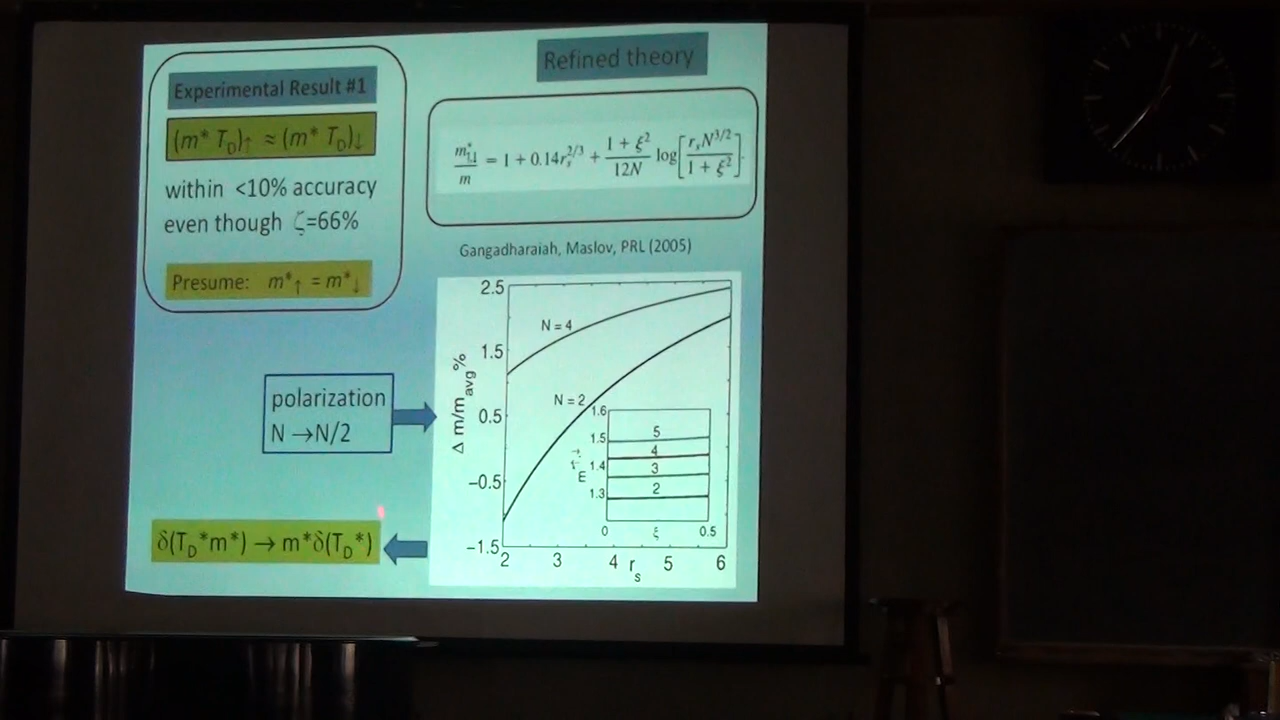 Experimental Result #1
(m* T_D)↑ ≈ (m* T_D)↓
within <10% accuracy
even though ζ=66%
Presume: m*↑ = m*↓
Refined theory
m*↑↓/m = 1 + 0.14r_s^{2/3} + (1 + ξ²)/12N log[r_s N^{3/2}/(1 + ξ²)].
Gangadharaiah, Maslov, PRL (2005)
polarization
N →N/2
δ(T_D*m*) → m*δ(T_D*)
Δ m/m_avg%
2.5
1.5
0.5
−0.5
−1.5
2 3 4 5 6
r_s
N = 4
N = 2
1.6
1.5
1.4
1.3
5
4
3
2
0 ξ 0.5